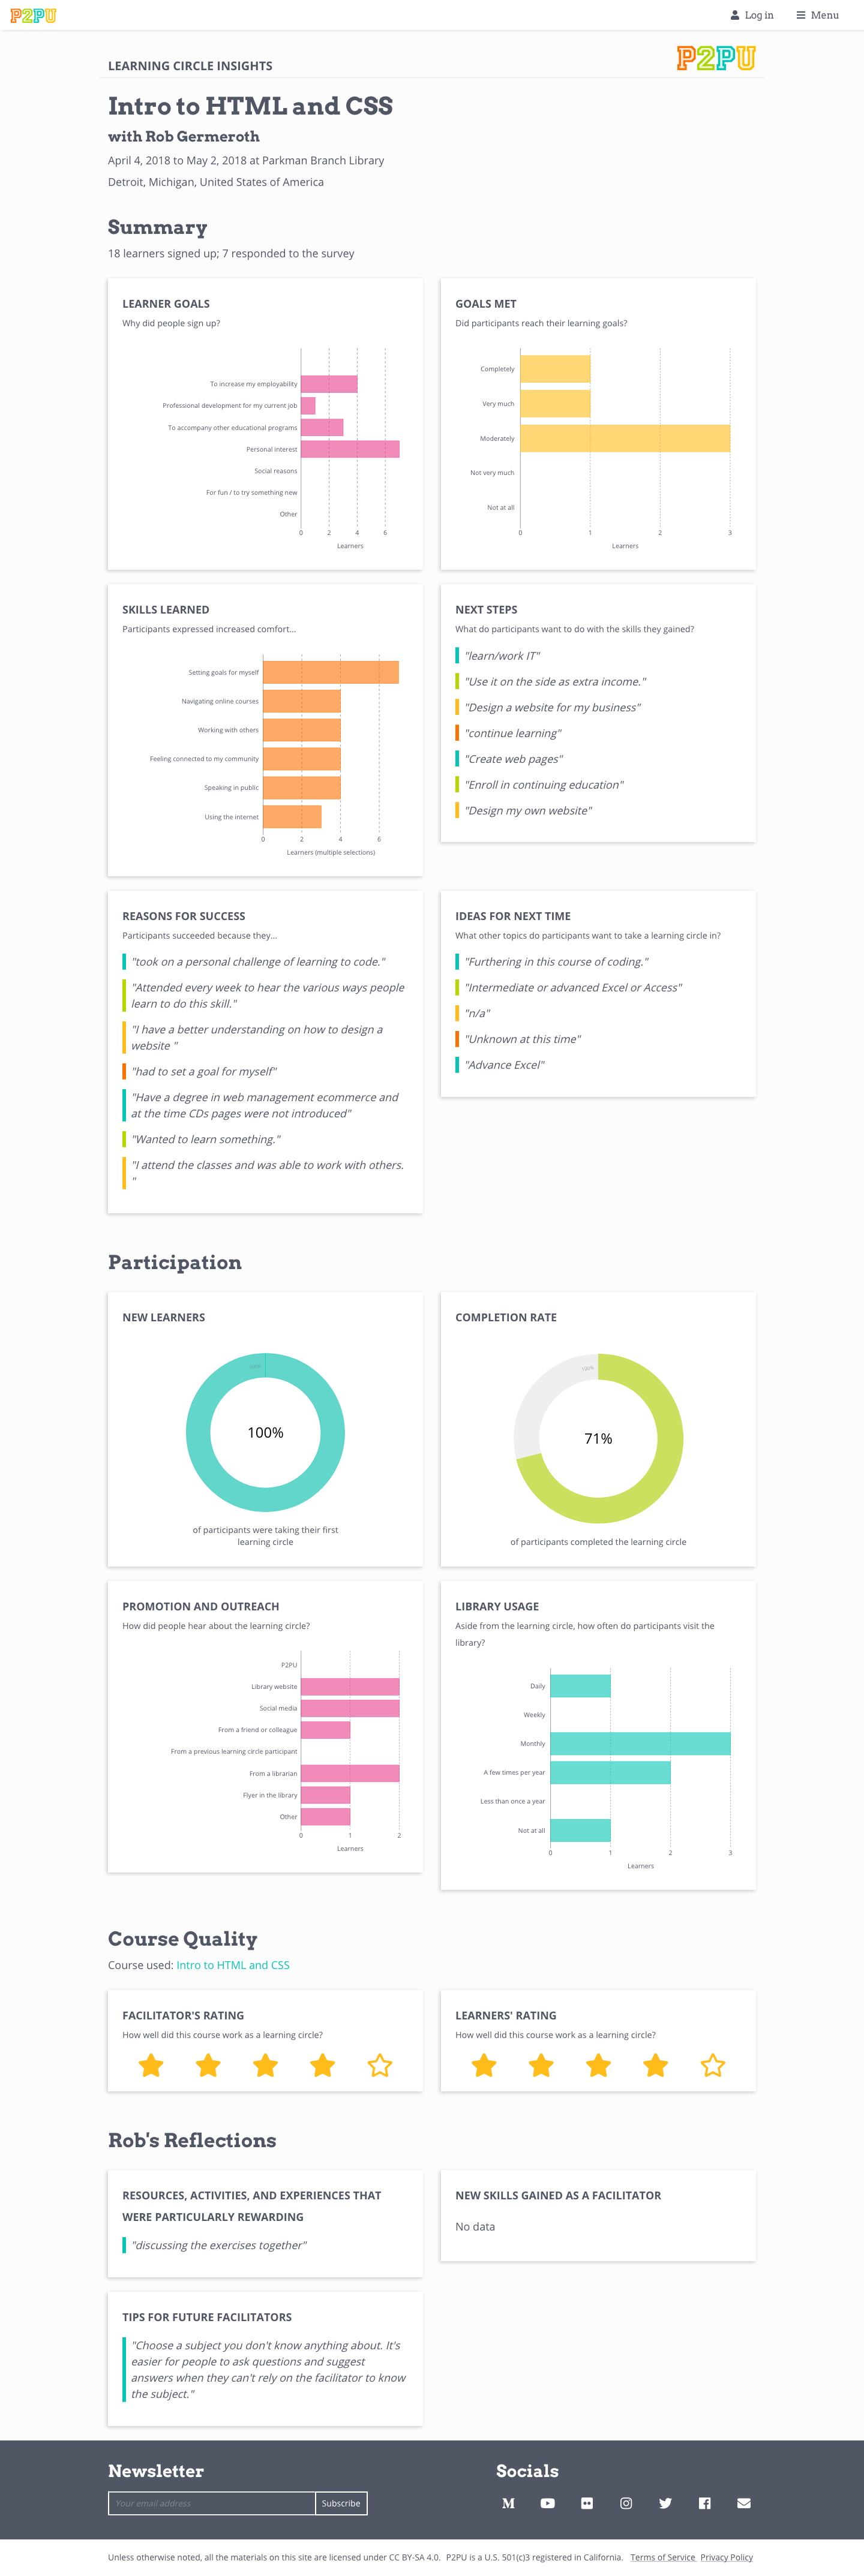 P2PU
Log in
Menu
LEARNING CIRCLE INSIGHTS
P2PU
Intro to HTML and CSS
with Rob Germeroth
April 4, 2018 to May 2, 2018 at Parkman Branch Library
Detroit, Michigan, United States of America
Summary
18 learners signed up; 7 responded to the survey
LEARNER GOALS
Why did people sign up?
To increase my employability
Professional development for my current job
To accompany other educational programs
Personal interest
Social reasons
For fun / to try something new
Other
0 2 4 6
Learners
GOALS MET
Did participants reach their learning goals?
Completely
Very much
Moderately
Not very much
Not at all
0 1 2 3
Learners
SKILLS LEARNED
Participants expressed increased comfort...
Setting goals for myself
Navigating online courses
Working with others
Feeling connected to my community
Speaking in public
Using the internet
0 2 4 6
Learners (multiple selections)
NEXT STEPS
What do participants want to do with the skills they gained?
"learn/work IT"
"Use it on the side as extra income."
"Design a website for my business"
"continue learning"
"Create web pages"
"Enroll in continuing education"
"Design my own website"
REASONS FOR SUCCESS
Participants succeeded because they...
"took on a personal challenge of learning to code."
"Attended every week to hear the various ways people
learn to do this skill."
"I have a better understanding on how to design a
website "
"had to set a goal for myself"
"Have a degree in web management ecommerce and
at the time CDs pages were not introduced"
"Wanted to learn something."
"I attend the classes and was able to work with others.
"
IDEAS FOR NEXT TIME
What other topics do participants want to take a learning circle in?
"Furthering in this course of coding."
"Intermediate or advanced Excel or Access"
"n/a"
"Unknown at this time"
"Advance Excel"
Participation
NEW LEARNERS
100%
100%
of participants were taking their first
learning circle
COMPLETION RATE
100%
71%
of participants completed the learning circle
PROMOTION AND OUTREACH
How did people hear about the learning circle?
P2PU
Library website
Social media
From a friend or colleague
From a previous learning circle participant
From a librarian
Flyer in the library
Other
0 1 2
Learners
LIBRARY USAGE
Aside from the learning circle, how often do participants visit the
library?
Daily
Weekly
Monthly
A few times per year
Less than once a year
Not at all
0 1 2 3
Learners
Course Quality
Course used: Intro to HTML and CSS
FACILITATOR'S RATING
How well did this course work as a learning circle?
LEARNERS' RATING
How well did this course work as a learning circle?
Rob's Reflections
RESOURCES, ACTIVITIES, AND EXPERIENCES THAT
WERE PARTICULARLY REWARDING
"discussing the exercises together"
NEW SKILLS GAINED AS A FACILITATOR
No data
TIPS FOR FUTURE FACILITATORS
"Choose a subject you don't know anything about. It's
easier for people to ask questions and suggest
answers when they can't rely on the facilitator to know
the subject."
Newsletter
Your email address
Subscribe
Socials
Unless otherwise noted, all the materials on this site are licensed under CC BY-SA 4.0. P2PU is a U.S. 501(c)3 registered in California. Terms of Service Privacy Policy